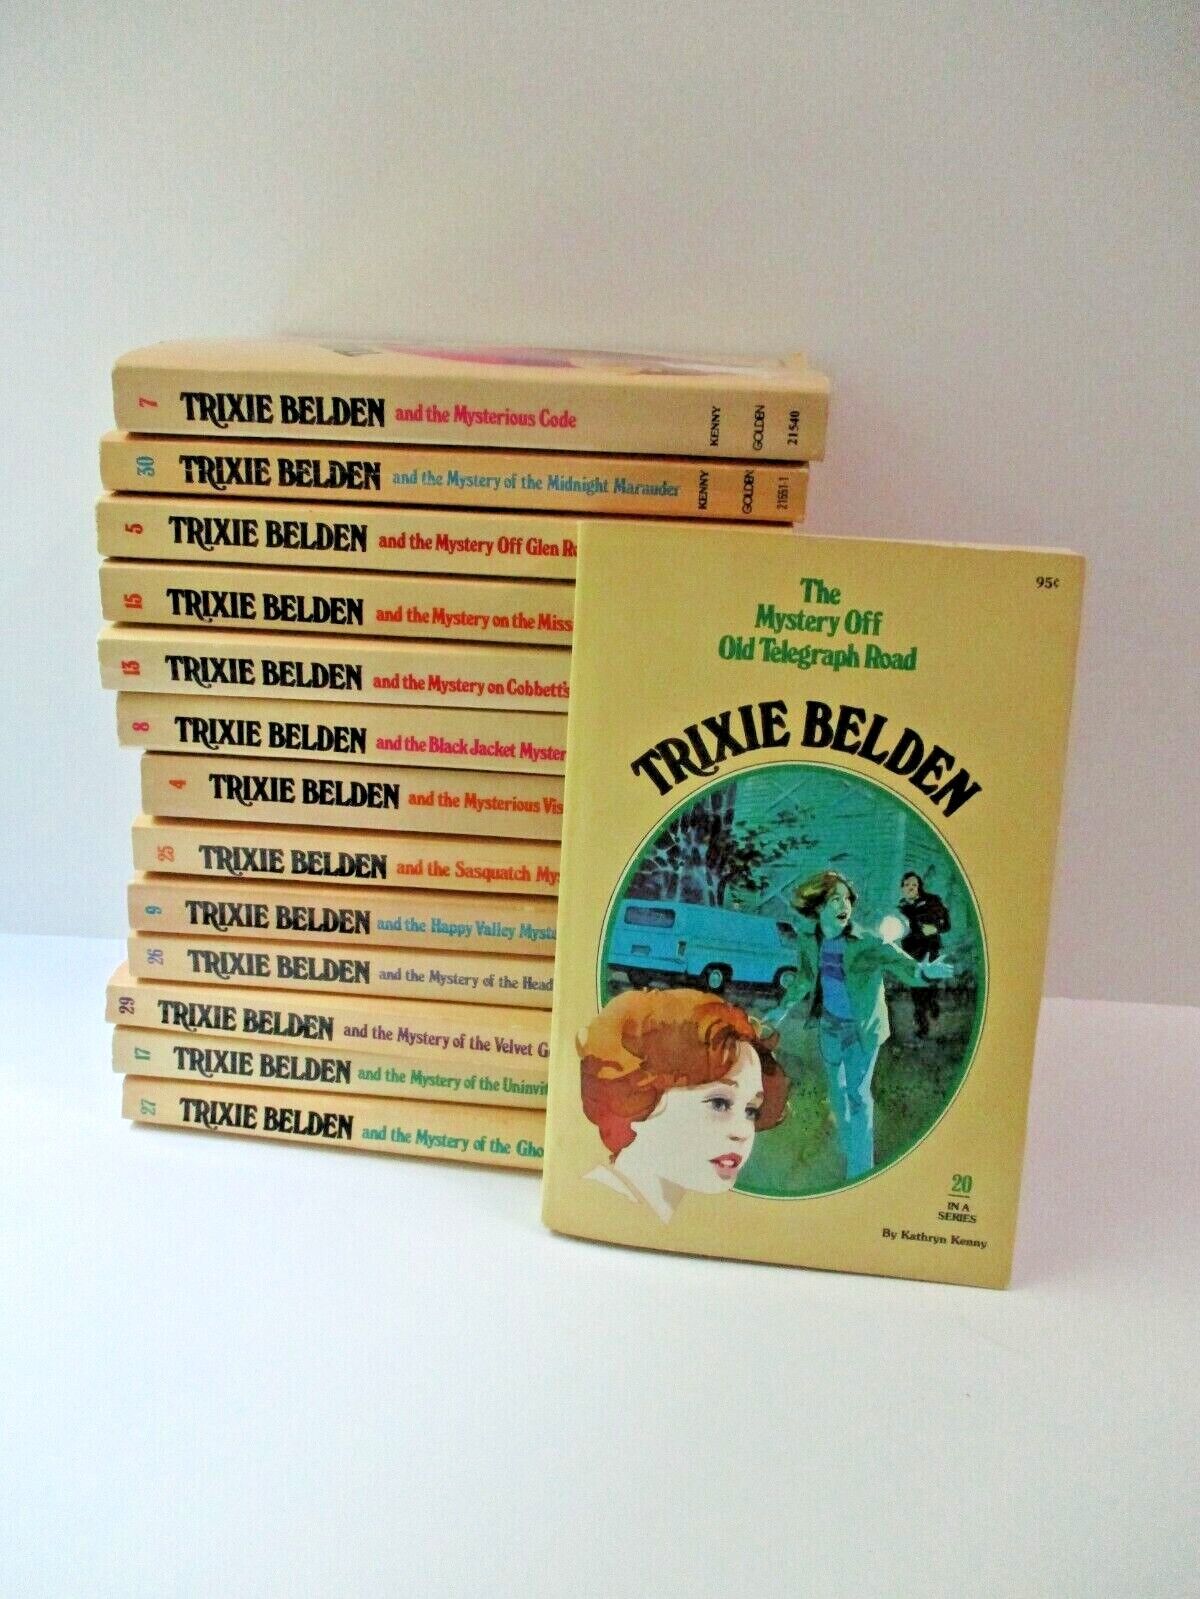 7 TRIXIE BELDEN and the Mysterious Code KENNY GOLDEN 21540
30 TRIXIE BELDEN and the Mystery of the Midnight Marauder KENNY GOLDEN 21551-1
5 TRIXIE BELDEN and the Mystery Off Glen R
15 TRIXIE BELDEN and the Mystery on the Miss
13 TRIXIE BELDEN and the Mystery on Cobbett's
8 TRIXIE BELDEN and the Black Jacket Myster
4 TRIXIE BELDEN and the Mysterious Vis
25 TRIXIE BELDEN and the Sasquatch Mys
9 TRIXIE BELDEN and the Happy Valley Myste
26 TRIXIE BELDEN and the Mystery of the Head
29 TRIXIE BELDEN and the Mystery of the Velvet G
17 TRIXIE BELDEN and the Mystery of the Uninvit
27 TRIXIE BELDEN and the Mystery of the Gho
95¢
The
Mystery Off
Old Telegraph Road
TRIXIE BELDEN
20
IN A
SERIES
By Kathryn Kenny